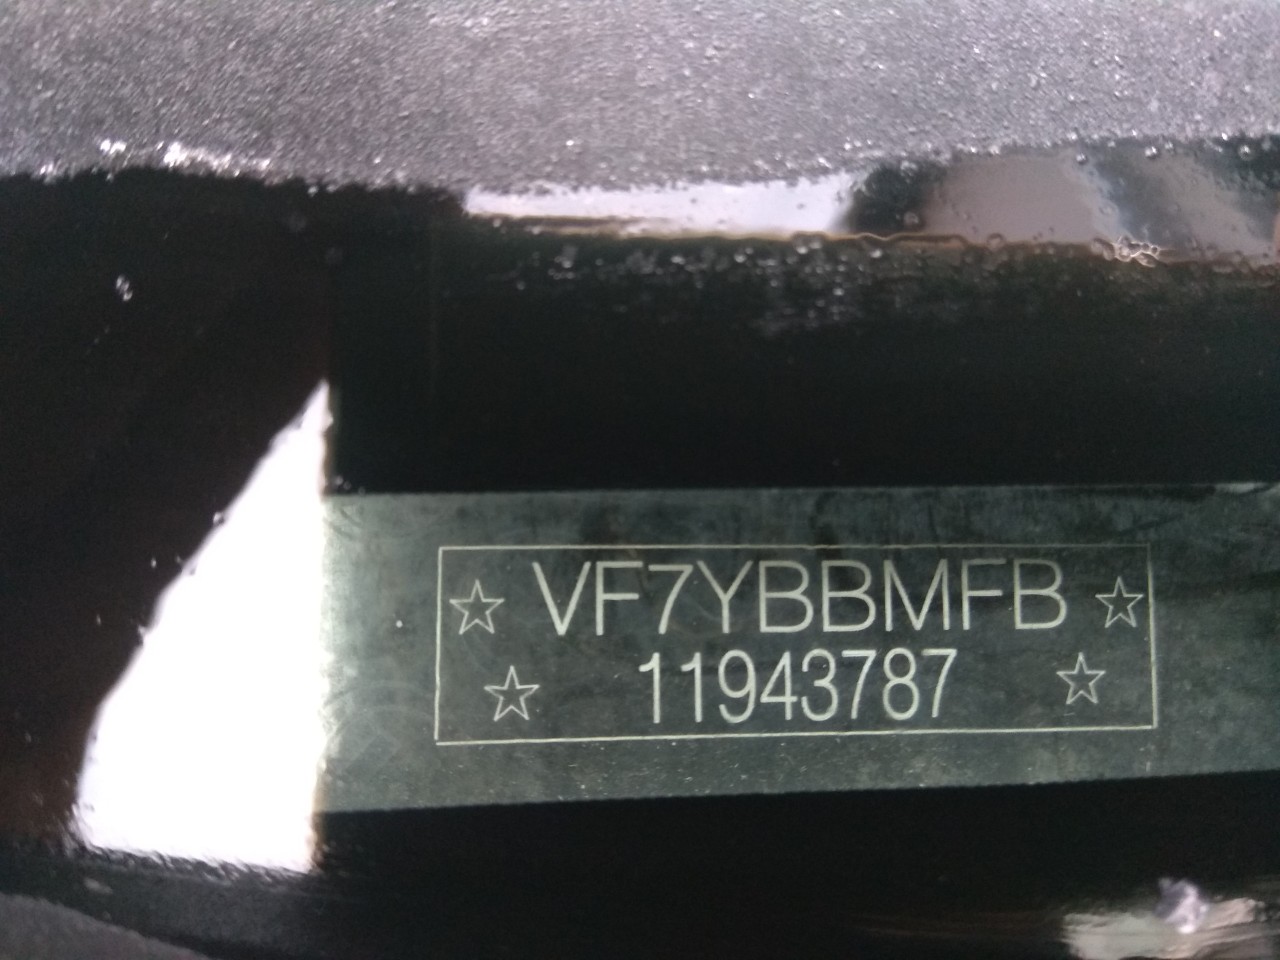 ☆ VF7YBBMFB ☆
☆ 11943787 ☆